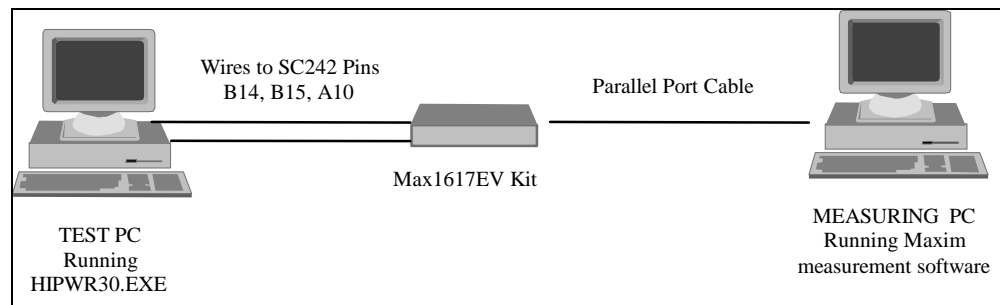 Wires to SC242 Pins
B14, B15, A10
Parallel Port Cable
Max1617EV Kit
TEST PC
Running
HIPWR30.EXE
MEASURING PC
Running Maxim
measurement software